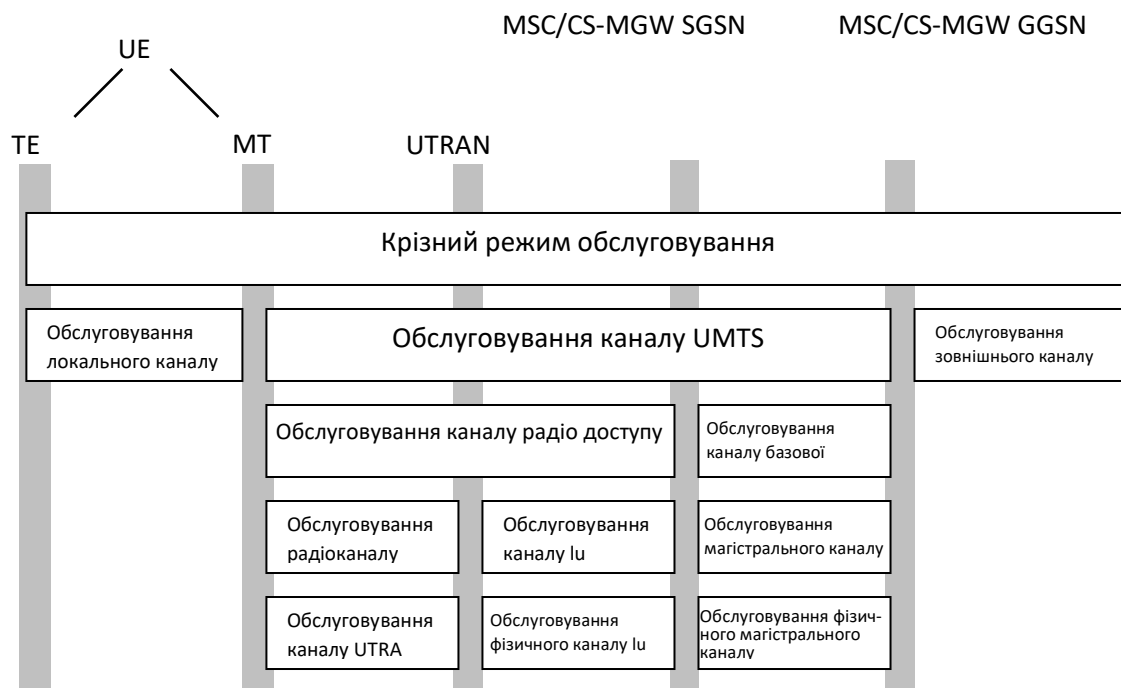 MSC/CS-MGW SGSN
MSC/CS-MGW GGSN
UE
TE
MT
UTRAN
Крізний режим обслуговування
Обслуговування
локального каналу
Обслуговування каналу UMTS
Обслуговування
зовнішнього каналу
Обслуговування каналу радіо доступу
Обслуговування
каналу базової
Обслуговування
радіоканалу
Обслуговування
каналу lu
Обслуговування
магістрального каналу
Обслуговування
каналу UTRA
Обслуговування
фізичного каналу lu
Обслуговування фізич-
ного магістрального
каналу